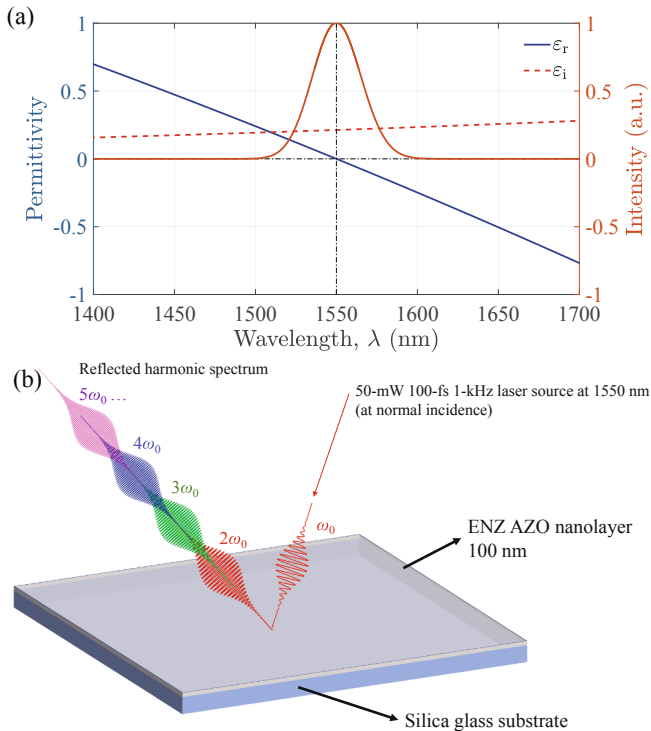 (a)
1
0.5
0
-0.5
-1
Permittivity
1400
1450
1500
1550
1600
1650
1700
Wavelength, λ (nm)
1
0.5
0
-0.5
-1
Intensity (a.u.)
εr
εi
(b)
Reflected harmonic spectrum
5ω0 ...
4ω0
3ω0
2ω0
ω0
50-mW 100-fs 1-kHz laser source at 1550 nm
(at normal incidence)
ENZ AZO nanolayer
100 nm
Silica glass substrate